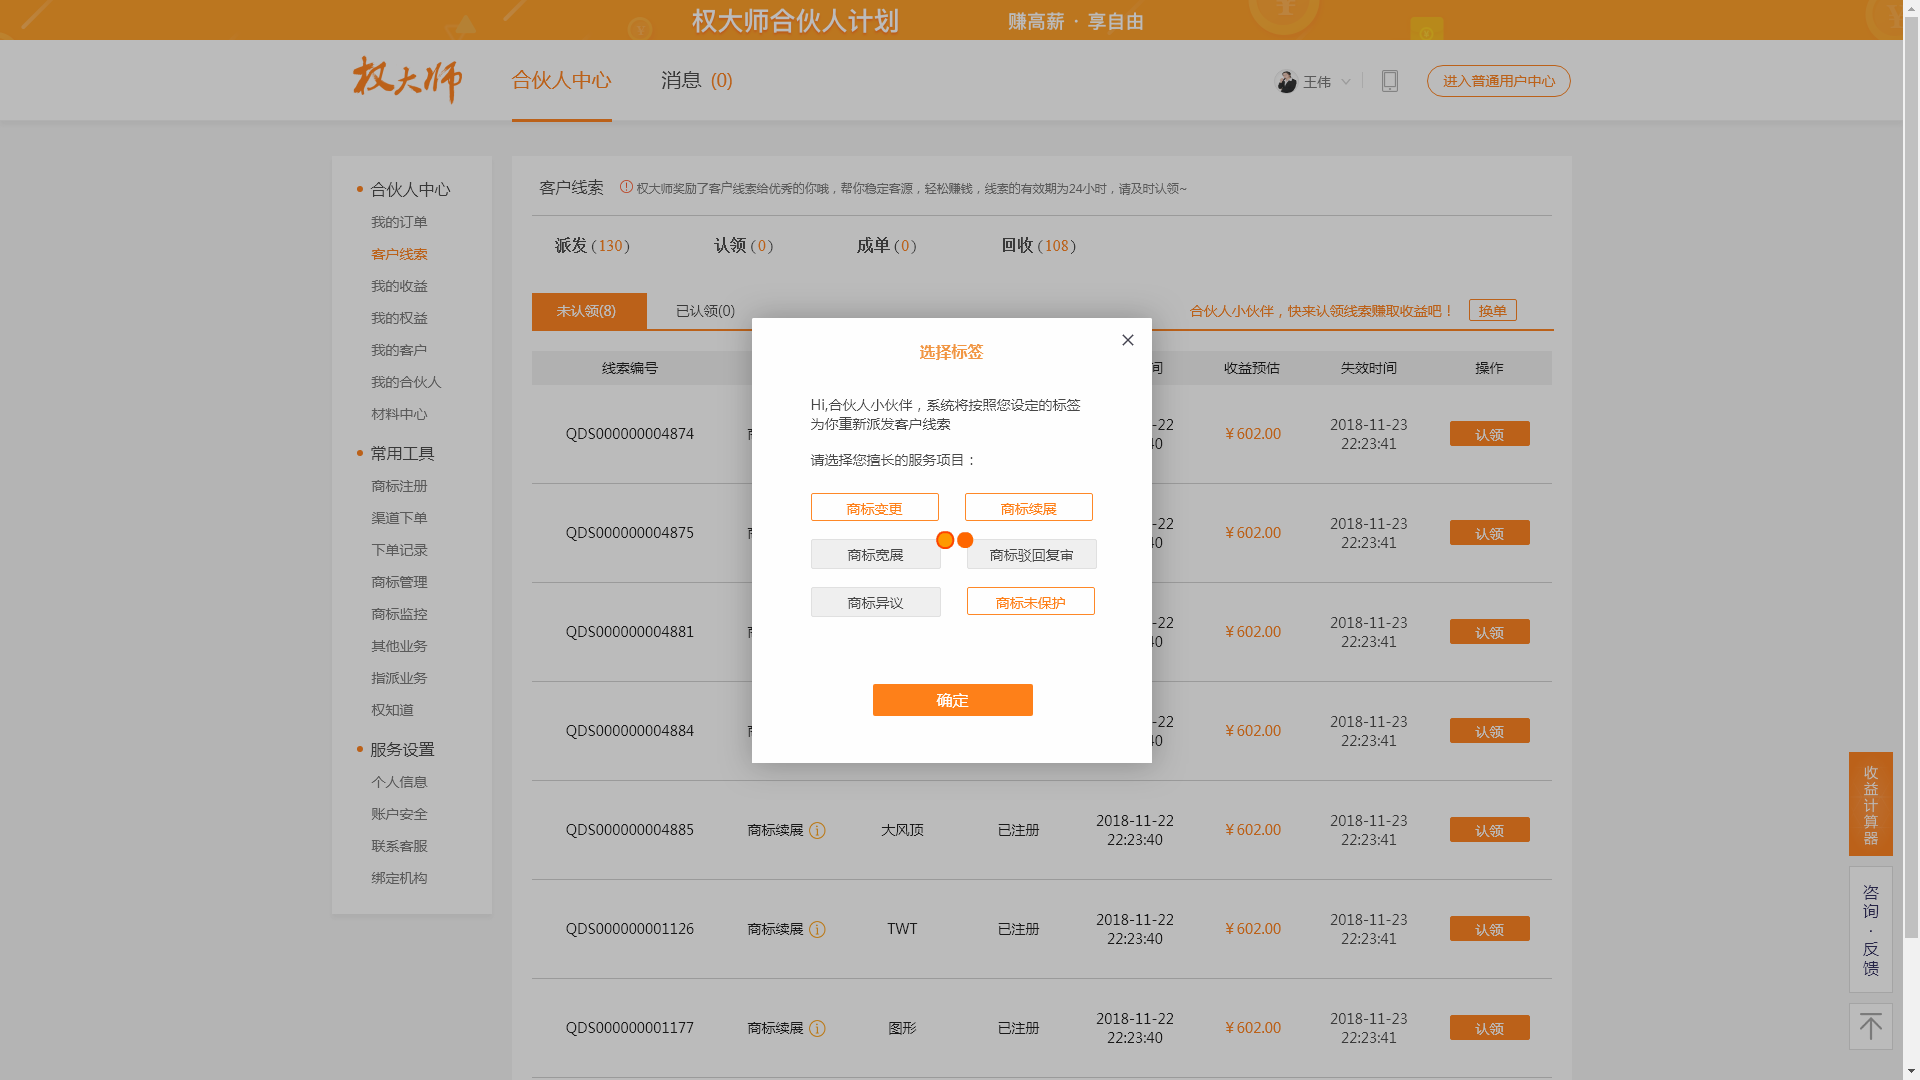 权大师合伙人计划 赚高薪 · 享自由
权大师 合伙人中心 消息 (0) 王伟 进入普通用户中心
合伙人中心
我的订单
客户线索
我的收益
我的权益
我的客户
我的合伙人
材料中心
常用工具
商标注册
渠道下单
下单记录
商标管理
商标监控
其他业务
指派业务
权知道
服务设置
个人信息
账户安全
联系客服
绑定机构
客户线索 权大师奖励了客户线索给优秀的你哦，帮你稳定客源，轻松赚钱，线索的有效期为24小时，请及时认领~
派发 (130) 认领 (0) 成单 (0) 回收 (108)
未认领(8) 已认领(0) 合伙人小伙伴，快来认领线索赚取收益吧！ 换单
线索编号 间 收益预估 失效时间 操作
QDS000000004874 -22 40 ¥602.00 2018-11-23 22:23:41 认领
QDS000000004875 -22 40 ¥602.00 2018-11-23 22:23:41 认领
QDS000000004881 -22 40 ¥602.00 2018-11-23 22:23:41 认领
QDS000000004884 -22 40 ¥602.00 2018-11-23 22:23:41 认领
QDS000000004885 商标续展 大风顶 已注册 2018-11-22 22:23:40 ¥602.00 2018-11-23 22:23:41 认领
QDS000000001126 商标续展 TWT 已注册 2018-11-22 22:23:40 ¥602.00 2018-11-23 22:23:41 认领
QDS000000001177 商标续展 图形 已注册 2018-11-22 22:23:40 ¥602.00 2018-11-23 22:23:41 认领
选择标签
Hi,合伙人小伙伴，系统将按照您设定的标签
为你重新派发客户线索
请选择您擅长的服务项目：
商标变更 商标续展
商标宽展 商标驳回复审
商标异议 商标未保护
确定
收益计算器
咨询·反馈